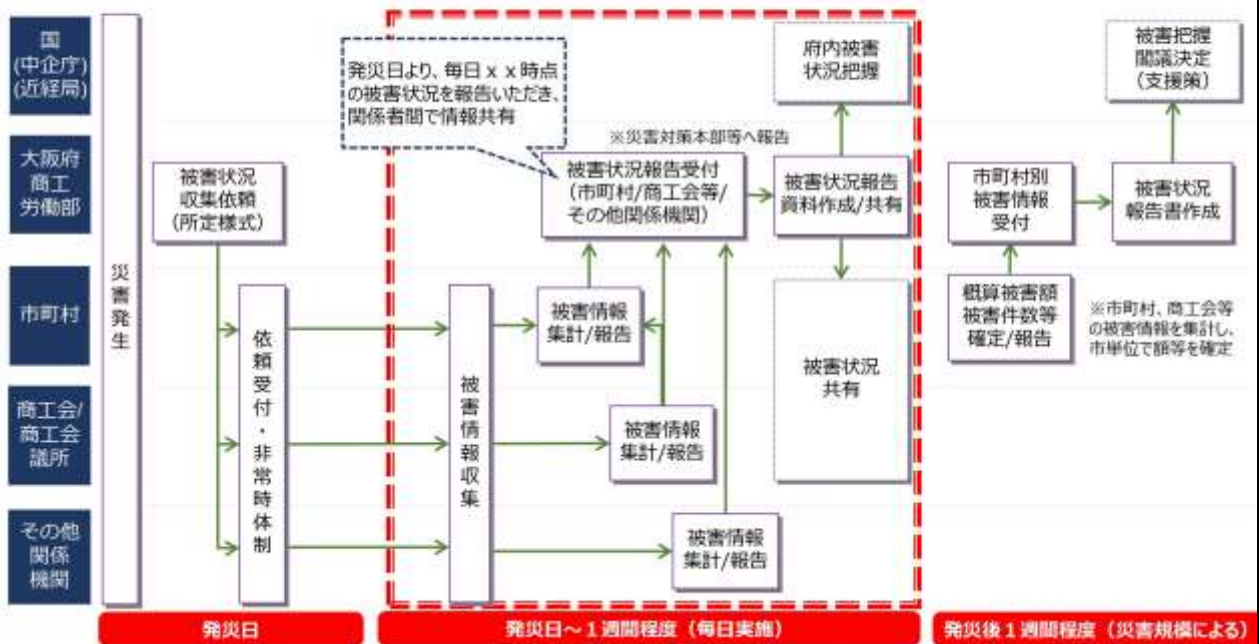 国
(中企庁)
(近経局)
大阪府
商工
労働部
市町村
商工会/
商工会
議所
その他
関係
機関
災害発生
被害状況
収集依頼
(所定様式)
依頼受付・非常時体制
発災日より、毎日ｘｘ時点
の被害状況を報告いただき、
関係者間で情報共有
被害情報収集
被害状況報告受付
(市町村/商工会等/
その他関係機関)
被害情報
集計/報告
被害情報
集計/報告
被害情報
集計/報告
※災害対策本部等へ報告
府内被害
状況把握
被害状況報告
資料作成/共有
被害状況
共有
市町村別
被害情報
受付
概算被害額
被害件数等
確定/報告
※市町村、商工会等
の被害情報を集計し、
市単位で額等を確定
被害把握
閣議決定
(支援策)
被害状況
報告書作成
発災日
発災日～１週間程度（毎日実施）
発災後１週間程度（災害規模による）